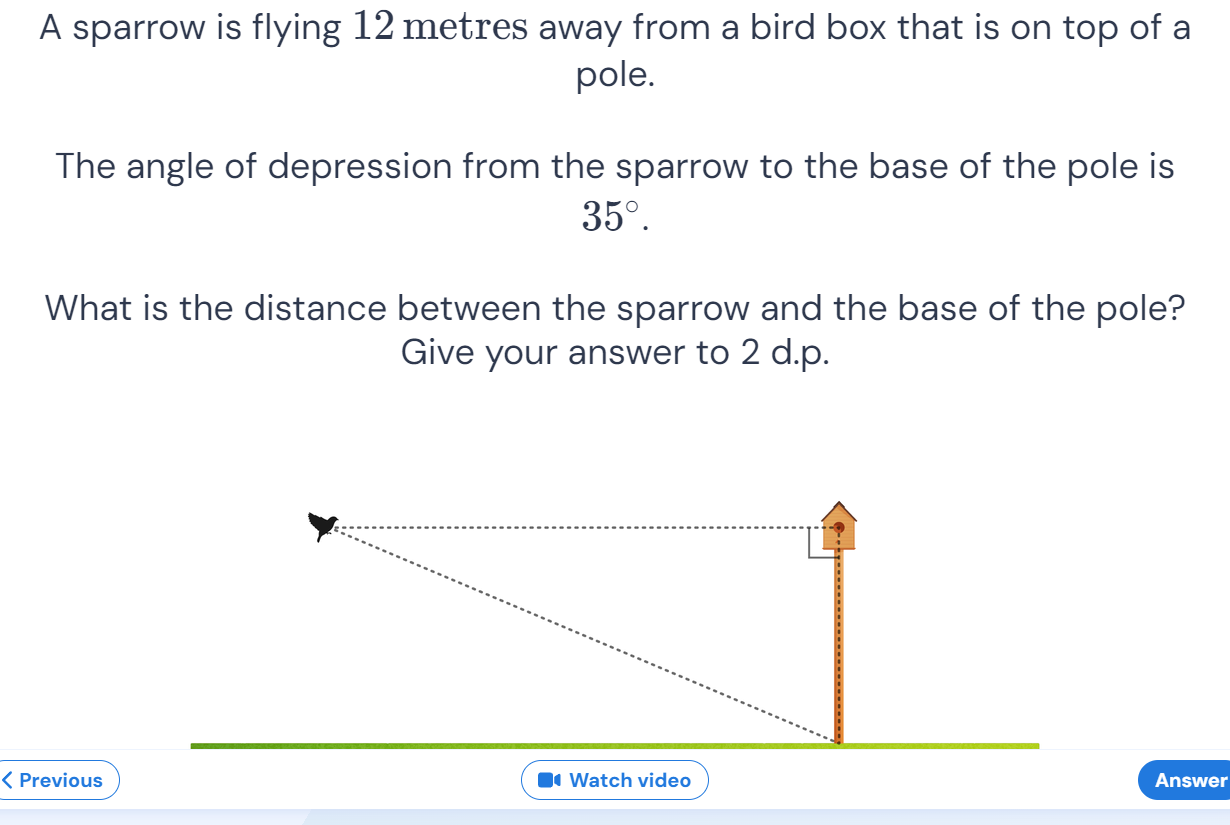 A sparrow is flying 12 metres away from a bird box that is on top of a
pole.
The angle of depression from the sparrow to the base of the pole is
35°.
What is the distance between the sparrow and the base of the pole?
Give your answer to 2 d.p.
Previous
Watch video
Answer